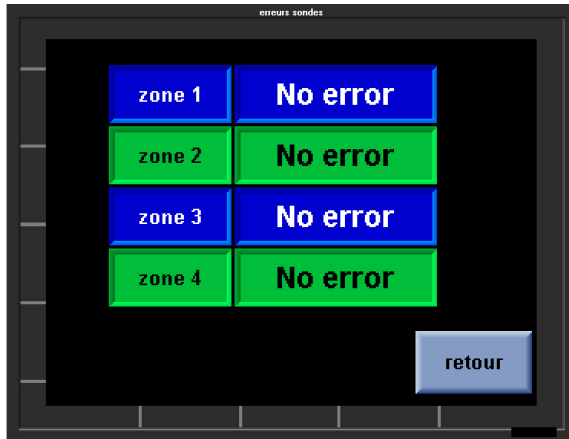 erreurs sondes
zone 1 No error
zone 2 No error
zone 3 No error
zone 4 No error
retour